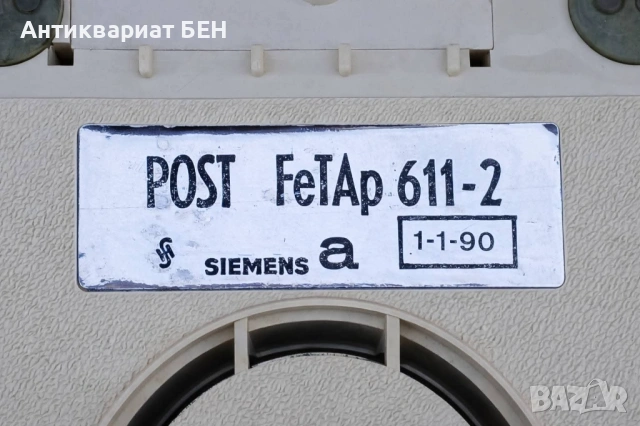 Антиквариат БЕН
POST FeTAp 611-2
SIEMENS a 1-1-90
BAZAR